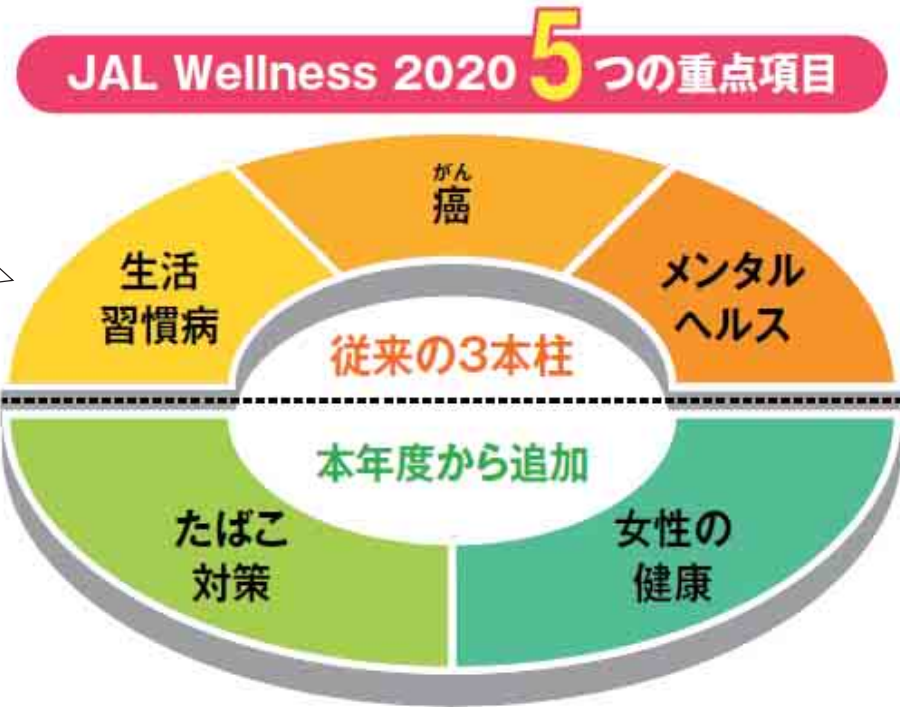 JAL Wellness 2020 5つの重点項目
がん
癌
生活
習慣病
メンタル
ヘルス
従来の3本柱
本年度から追加
たばこ
対策
女性の
健康